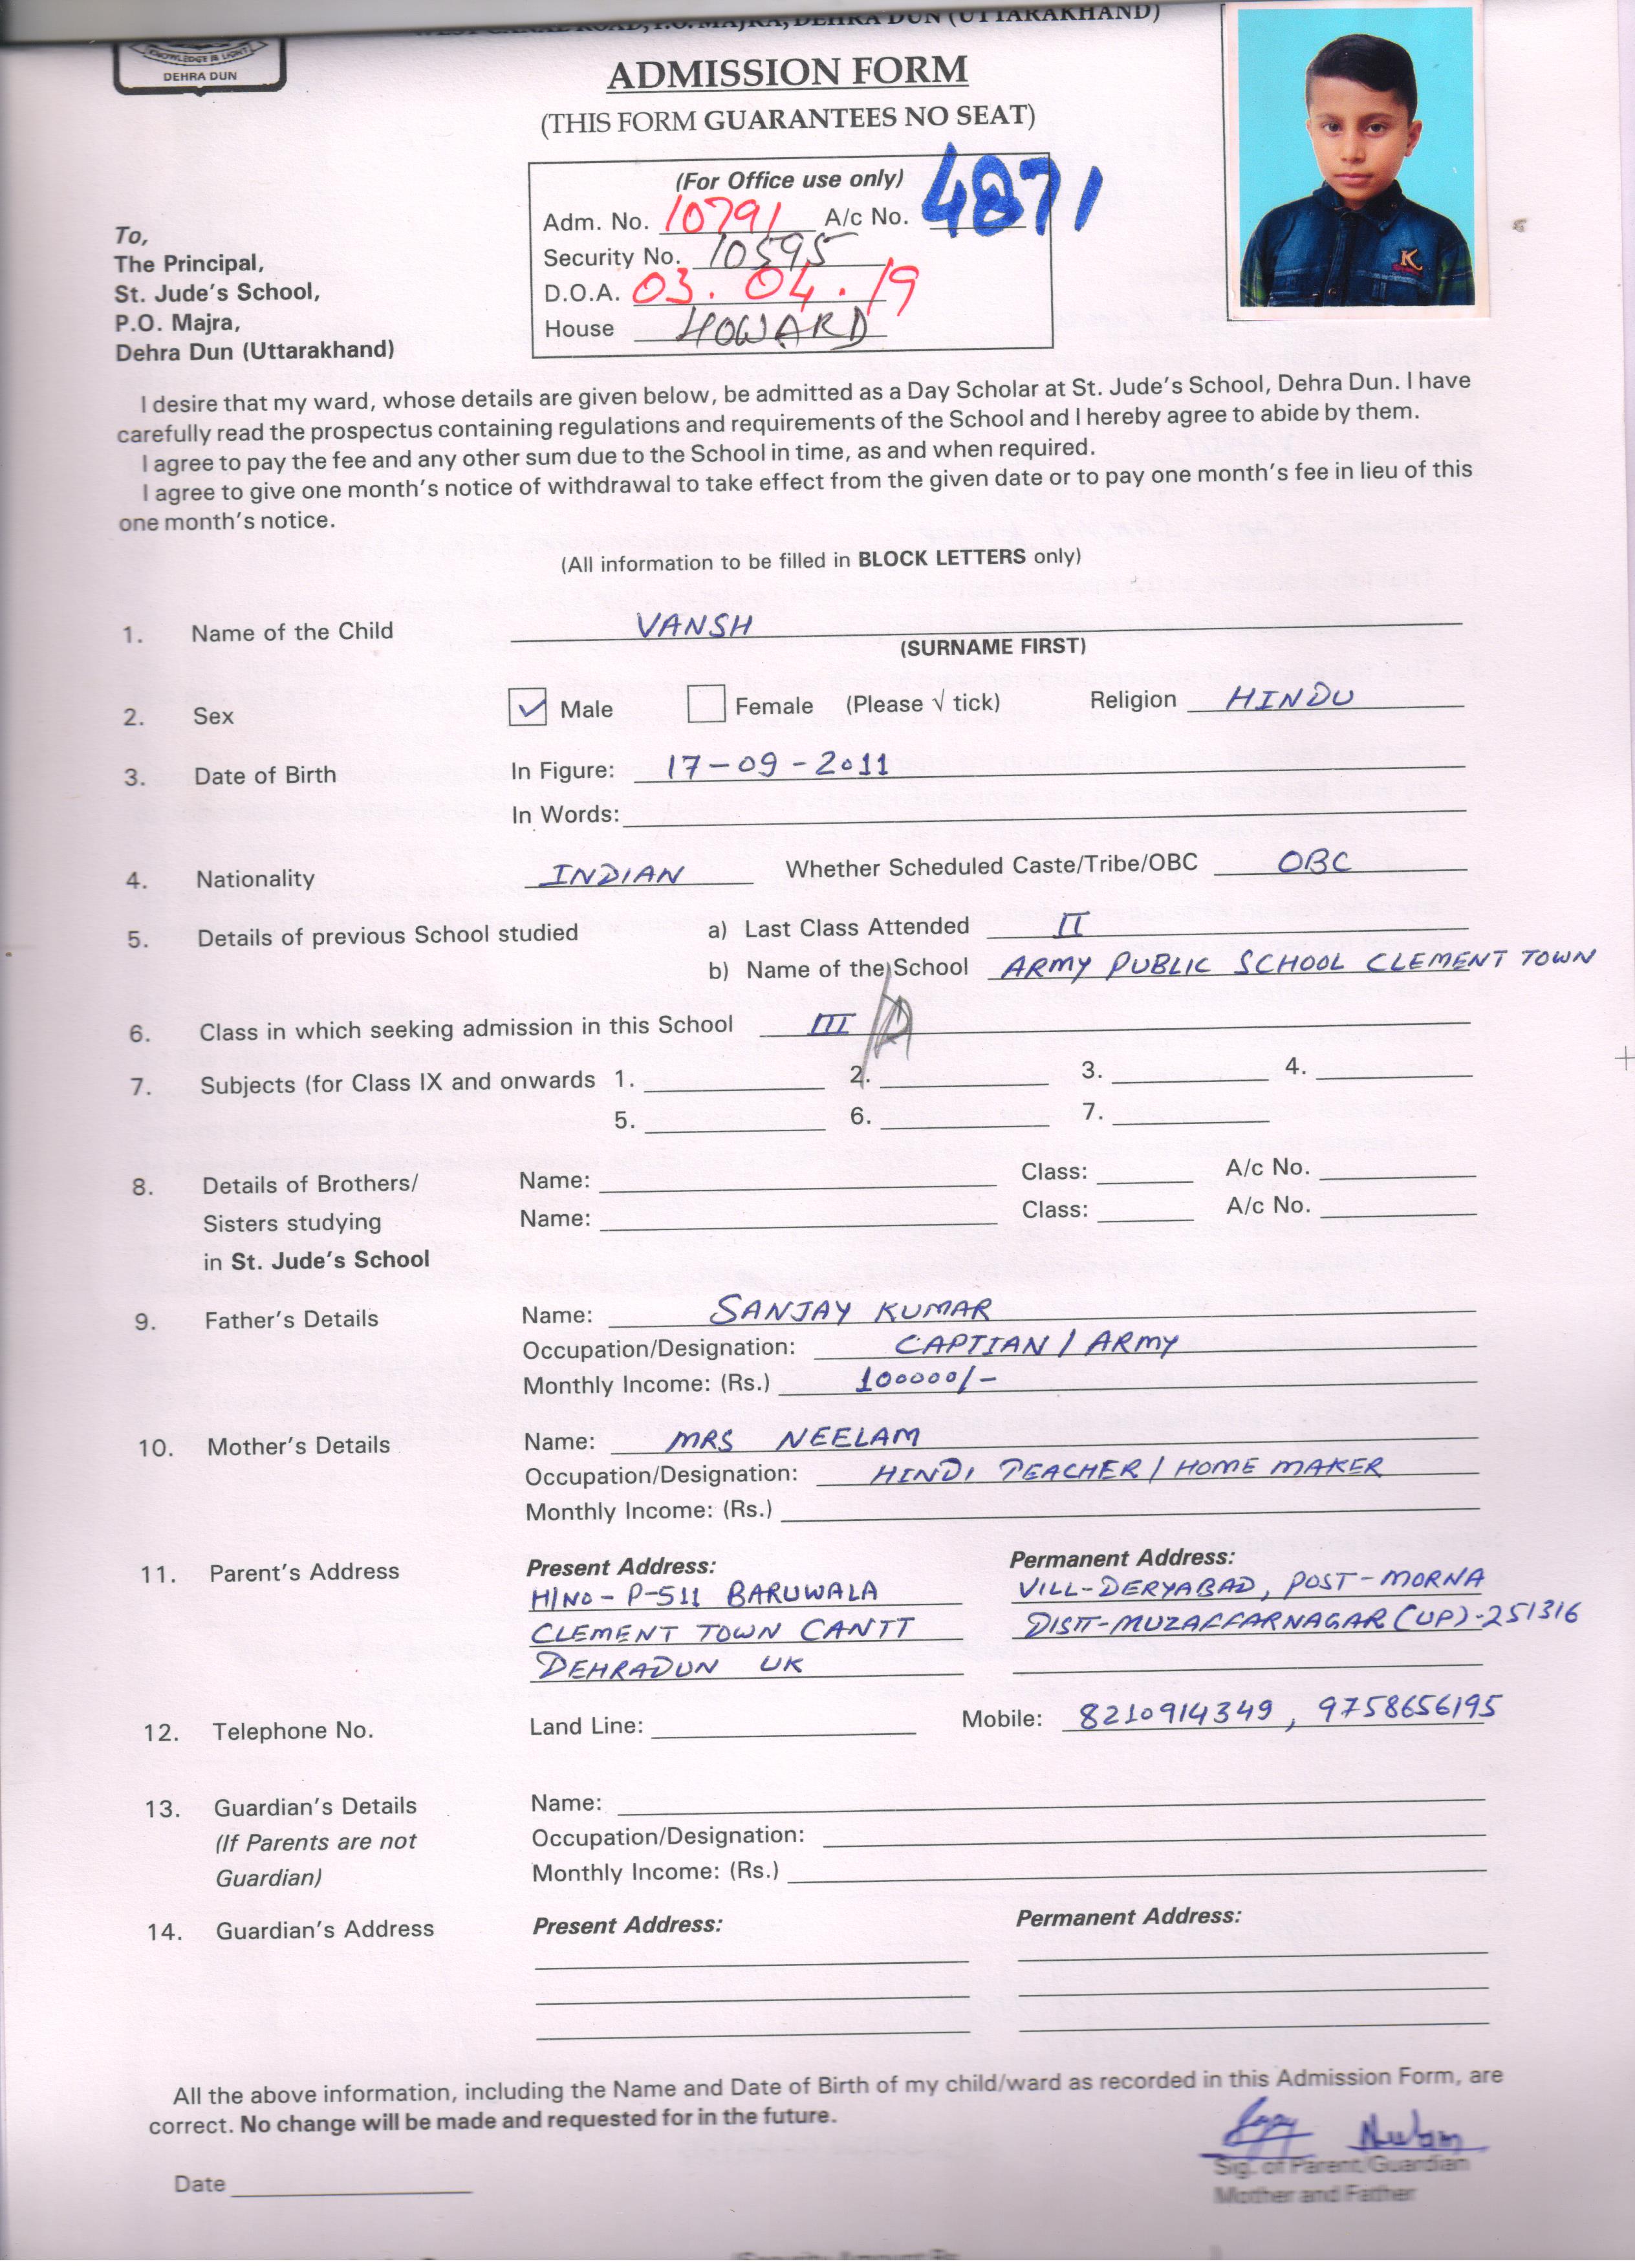 WEST CANAL ROAD, P.O. MAJRA, DEHRA DUN (UTTARAKHAND)
KNOWLEDGE IS LIGHT
DEHRA DUN
ADMISSION FORM
(THIS FORM GUARANTEES NO SEAT)
(For Office use only)
Adm. No. 10791 A/c No. 4871
Security No. 10595
D.O.A. 03.04.19
House HOWARD
K
To,
The Principal,
St. Jude's School,
P.O. Majra,
Dehra Dun (Uttarakhand)
I desire that my ward, whose details are given below, be admitted as a Day Scholar at St. Jude's School, Dehra Dun. I have
carefully read the prospectus containing regulations and requirements of the School and I hereby agree to abide by them.
I agree to pay the fee and any other sum due to the School in time, as and when required.
I agree to give one month's notice of withdrawal to take effect from the given date or to pay one month's fee in lieu of this
one month's notice.
(All information to be filled in BLOCK LETTERS only)
1. Name of the Child VANSH
(SURNAME FIRST)
2. Sex ✓ Male Female (Please √ tick) Religion HINDU
3. Date of Birth In Figure: 17-09-2011
In Words:
4. Nationality INDIAN Whether Scheduled Caste/Tribe/OBC OBC
5. Details of previous School studied a) Last Class Attended II
b) Name of the School ARMY PUBLIC SCHOOL CLEMENT TOWN
6. Class in which seeking admission in this School III
7. Subjects (for Class IX and onwards 1. 2. 3. 4.
5. 6. 7.
8. Details of Brothers/ Name: Class: A/c No.
Sisters studying Name: Class: A/c No.
in St. Jude's School
9. Father's Details Name: SANJAY KUMAR
Occupation/Designation: CAPTIAN / ARMY
Monthly Income: (Rs.) 100000/-
10. Mother's Details Name: MRS NEELAM
Occupation/Designation: HINDI TEACHER / HOME MAKER
Monthly Income: (Rs.)
11. Parent's Address Present Address: Permanent Address:
H/NO - P-511 BARUWALA VILL-DERYABAD, POST-MORNA
CLEMENT TOWN CANTT DISTT-MUZAFFARNAGAR (UP)-251316
DEHRADUN UK
12. Telephone No. Land Line: Mobile: 8210914349, 9758656195
13. Guardian's Details Name:
(If Parents are not Occupation/Designation:
Guardian) Monthly Income: (Rs.)
14. Guardian's Address Present Address: Permanent Address:
All the above information, including the Name and Date of Birth of my child/ward as recorded in this Admission Form, are
correct. No change will be made and requested for in the future.
Neelam
Date Sig. of Parent/Guardian
Mother and Father